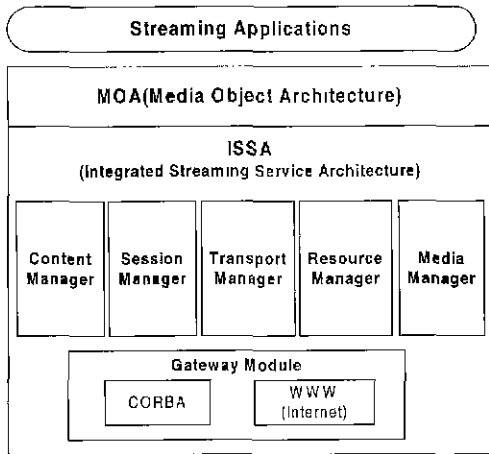 Streaming Applications
MOA(Media Object Architecture)
ISSA
(Integrated Streaming Service Architecture)
Content
Manager
Session
Manager
Transport
Manager
Resource
Manager
Media
Manager
Gateway Module
CORBA
WWW
(Internet)